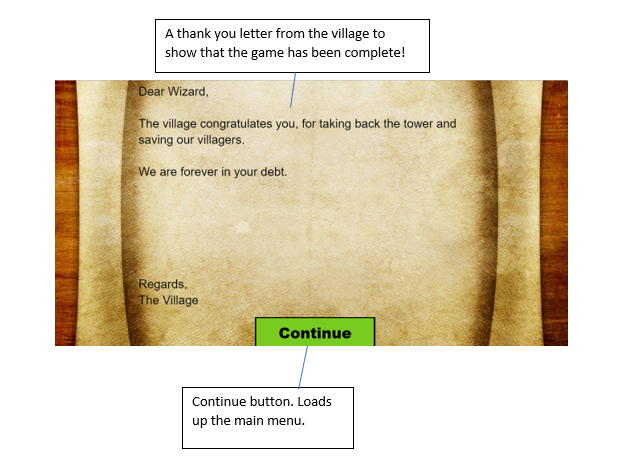 A thank you letter from the village to
show that the game has been complete!
Dear Wizard,
The village congratulates you, for taking back the tower and
saving our villagers.
We are forever in your debt.
Regards,
The Village
Continue
Continue button. Loads
up the main menu.